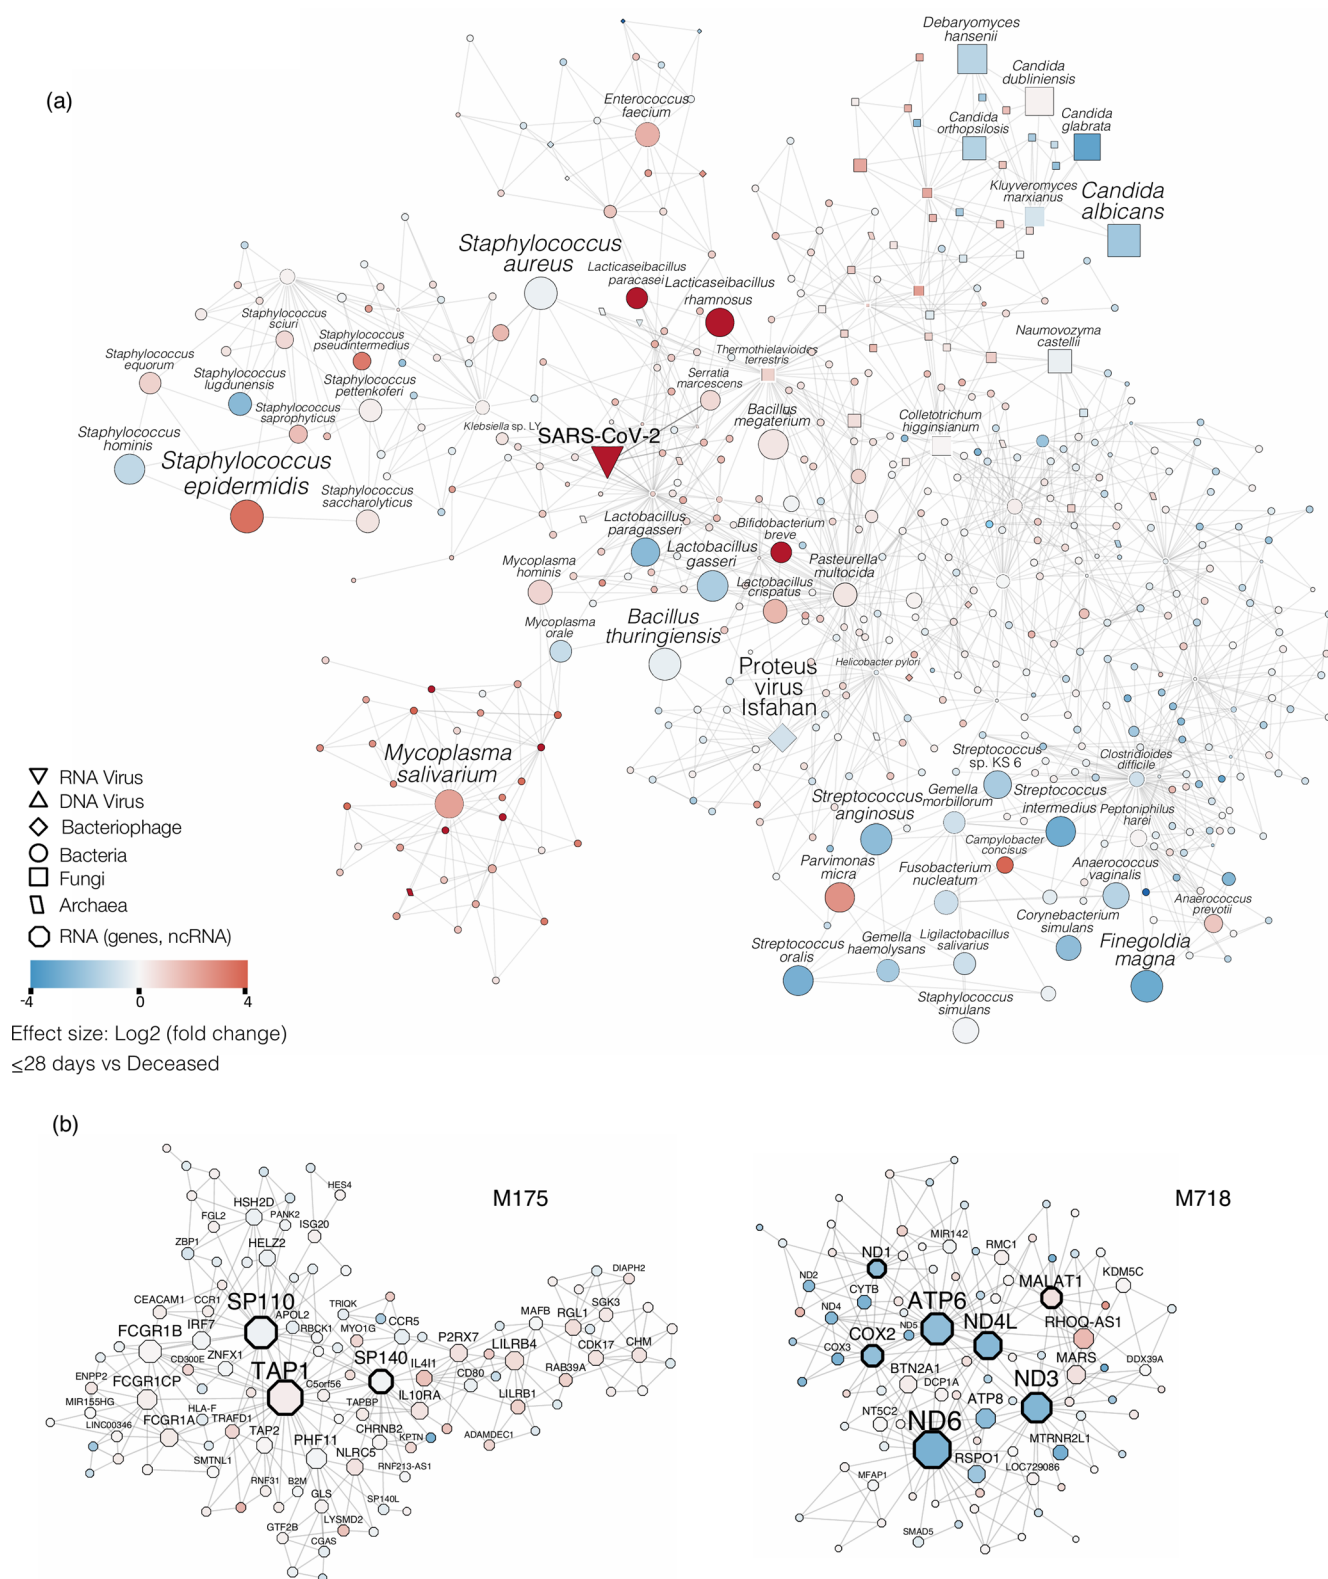 (a)
Debaryomyces
hansenii
Candida
dubliniensis
Enterococcus
faecium
Candida
orthopsilosis
Candida
glabrata
Kluyveromyces
marxianus
Candida
albicans
Staphylococcus
aureus
Lacticaseibacillus
paracasei
Lacticaseibacillus
rhamnosus
Staphylococcus
sciuri
Staphylococcus
pseudintermedius
Staphylococcus
equorum
Staphylococcus
lugdunensis
Staphylococcus
pettenkoferi
Thermothielavioides
terrestris
Naumovozyma
castellii
Serratia
marcescens
Staphylococcus
saprophyticus
Bacillus
megaterium
Colletotrichum
higginsianum
Klebsiella sp. LY
SARS-CoV-2
Staphylococcus
hominis
Staphylococcus
epidermidis
Staphylococcus
saccharolyticus
Lactobacillus
paragasseri
Bifidobacterium
breve
Lactobacillus
gasseri
Pasteurella
multocida
Mycoplasma
hominis
Lactobacillus
crispatus
Mycoplasma
orale
Bacillus
thuringiensis
Helicobacter pylori
Proteus
virus
Isfahan
Mycoplasma
salivarium
Streptococcus
sp. KS 6
Clostridioides
difficile
Streptococcus
intermedius
Streptococcus
anginosus
Gemella
morbillorum
Peptoniphilus
harei
Campylobacter
concisus
Parvimonas
micra
Fusobacterium
nucleatum
Anaerococcus
vaginalis
Anaerococcus
prevotii
Corynebacterium
simulans
Streptococcus
oralis
Gemella
haemolysans
Ligilactobacillus
salivarius
Finegoldia
magna
Staphylococcus
simulans
RNA Virus
DNA Virus
Bacteriophage
Bacteria
Fungi
Archaea
RNA (genes, ncRNA)
-4
0
4
Effect size: Log2 (fold change)
≤28 days vs Deceased
(b)
M175
HES4
HSH2D
FGL2
PANK2
ISG20
ZBP1
HELZ2
DIAPH2
CEACAM1
CCR1
SP110
APOL2
TRIQK
SGK3
MAFB
RGL1
FCGR1B
IRF7
RBCK1
MYO1G
CCR5
P2RX7
CHM
CD300E
ZNFX1
SP140
IL4I1
LILRB4
CDK17
ENPP2
TAP1
C5orf56
CD80
RAB39A
FCGR1CP
MIR155HG
HLA-F
TAPBP
IL10RA
LILRB1
LINC00346
FCGR1A
TRAFD1
TAP2
CHRNB2
KPTN
ADAMDEC1
SMTNL1
PHF11
NLRC5
RNF213-AS1
RNF31
B2M
GLS
SP140L
LYSMD2
GTF2B
CGAS
M718
MIR142
ND1
RMC1
ND2
CYTB
MALAT1
KDM5C
ND4
ATP6
ND5
ND4L
RHOQ-AS1
COX2
COX3
BTN2A1
MARS
DDX39A
DCP1A
ND3
NT5C2
ND6
ATP8
MTRNR2L1
RSPO1
LOC729086
MFAP1
SMAD5